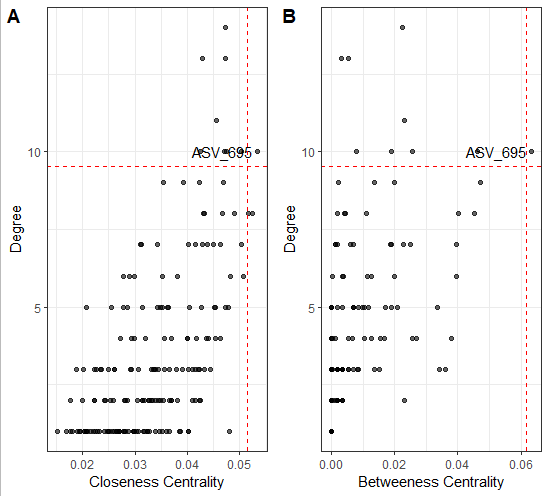 A
B
Degree
10
5
ASV_695
0.02 0.03 0.04 0.05
Closeness Centrality
Degree
10
5
ASV_695
0.00 0.02 0.04 0.06
Betweeness Centrality